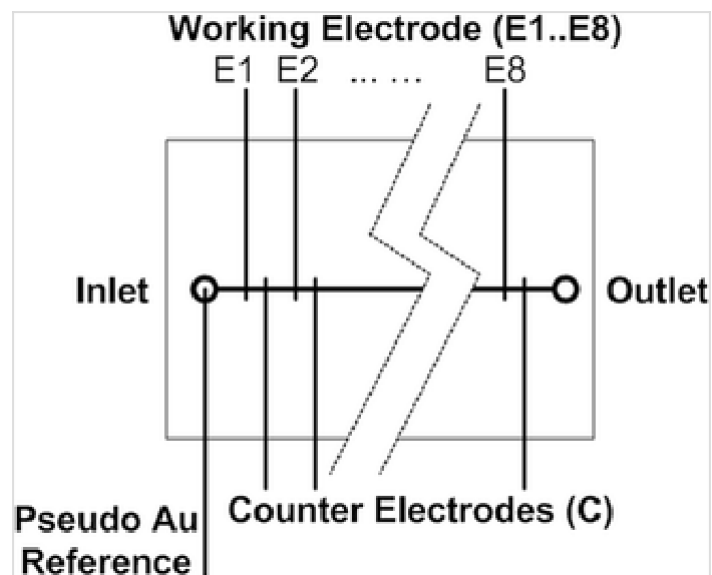 Working Electrode (E1..E8)
E1 E2 ... ... E8
Inlet
Outlet
Counter Electrodes (C)
Pseudo Au
Reference